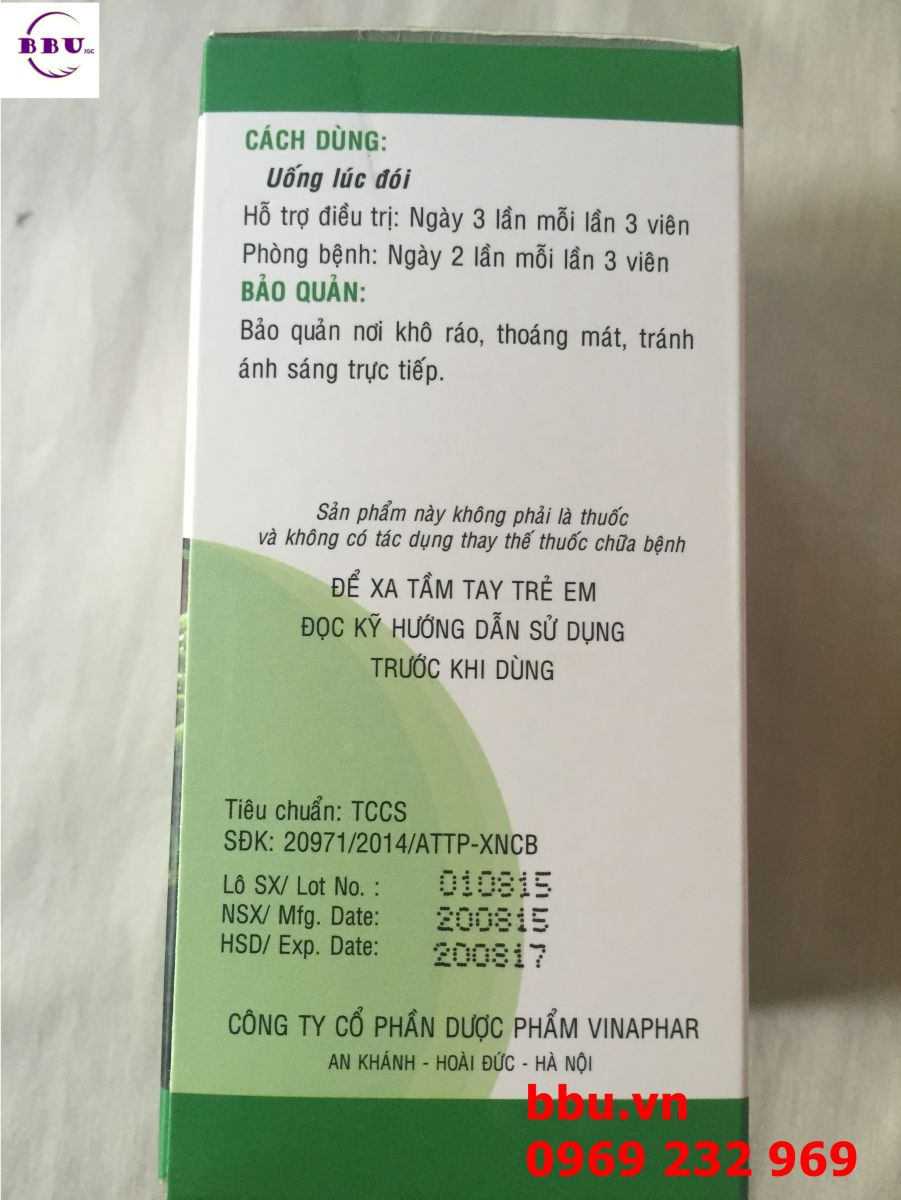 BBU JSC
CÁCH DÙNG:
Uống lúc đói
Hỗ trợ điều trị: Ngày 3 lần mỗi lần 3 viên
Phòng bệnh: Ngày 2 lần mỗi lần 3 viên
BẢO QUẢN:
Bảo quản nơi khô ráo, thoáng mát, tránh
ánh sáng trực tiếp.
Sản phẩm này không phải là thuốc
và không có tác dụng thay thế thuốc chữa bệnh
ĐỂ XA TẦM TAY TRẺ EM
ĐỌC KỸ HƯỚNG DẪN SỬ DỤNG
TRƯỚC KHI DÙNG
Tiêu chuẩn: TCCS
SĐK: 20971/2014/ATTP-XNCB
Lô SX/ Lot No. : 010815
NSX/ Mfg. Date: 200815
HSD/ Exp. Date: 200817
CÔNG TY CỔ PHẦN DƯỢC PHẨM VINAPHAR
AN KHÁNH - HOÀI ĐỨC - HÀ NỘI
bbu.vn
0969 232 969